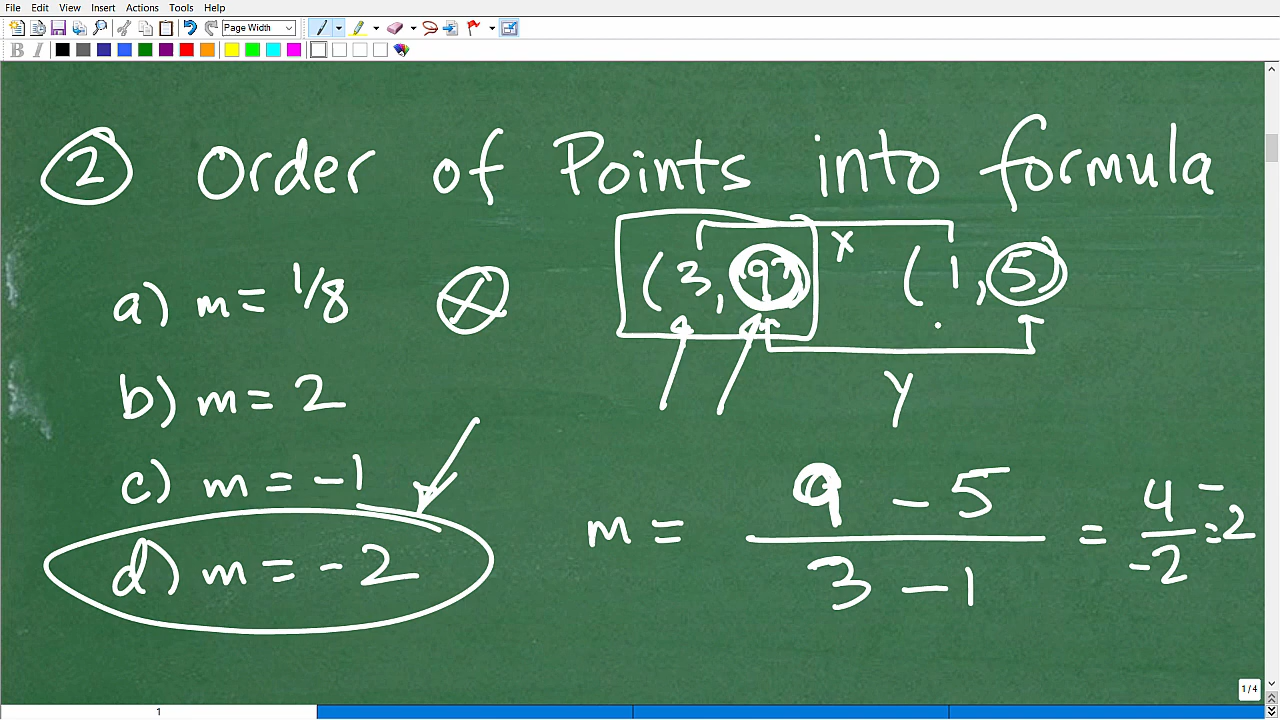 File Edit View Insert Actions Tools Help
Page Width
B I
2 Order of Points into formula
x
(3, 9) (1, 5)
a) m = 1/8
y
b) m = 2
c) m = -1
m = 9 - 5 / 3 - 1 = 4 / -2 = -2
d) m = -2
1/4
1